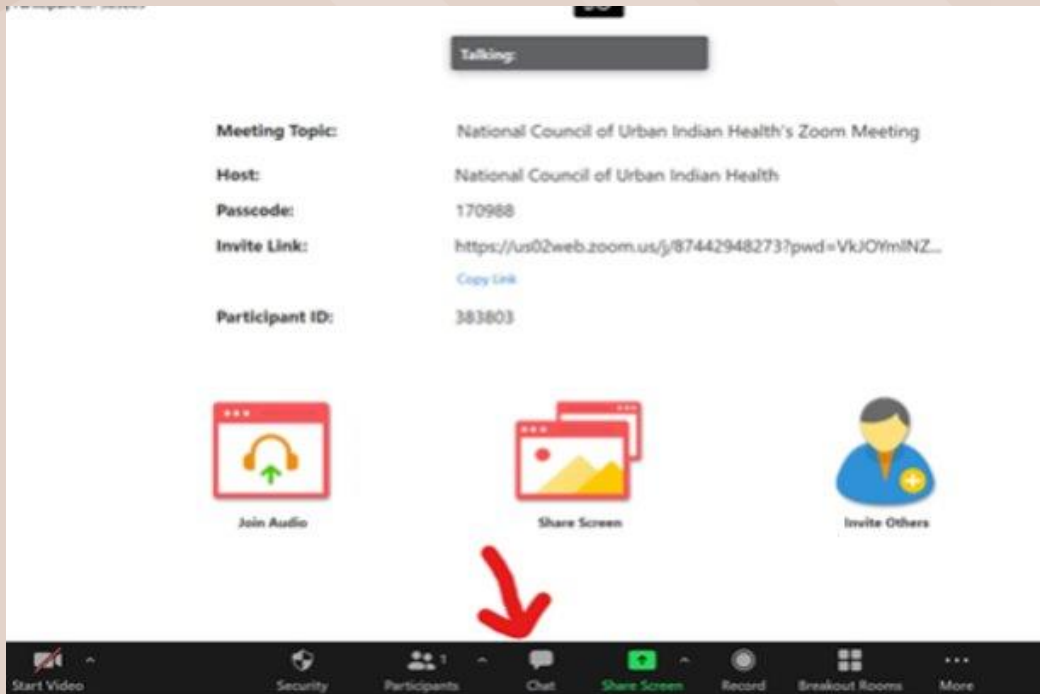 Talking:
Meeting Topic: National Council of Urban Indian Health's Zoom Meeting
Host: National Council of Urban Indian Health
Passcode: 170988
Invite Link: https://us02web.zoom.us/j/87442948273?pwd=VkJOYmlNZ...
Copy Link
Participant ID: 383803
Join Audio Share Screen Invite Others
1
Start Video Security Participants Chat Share Screen Record Breakout Rooms More